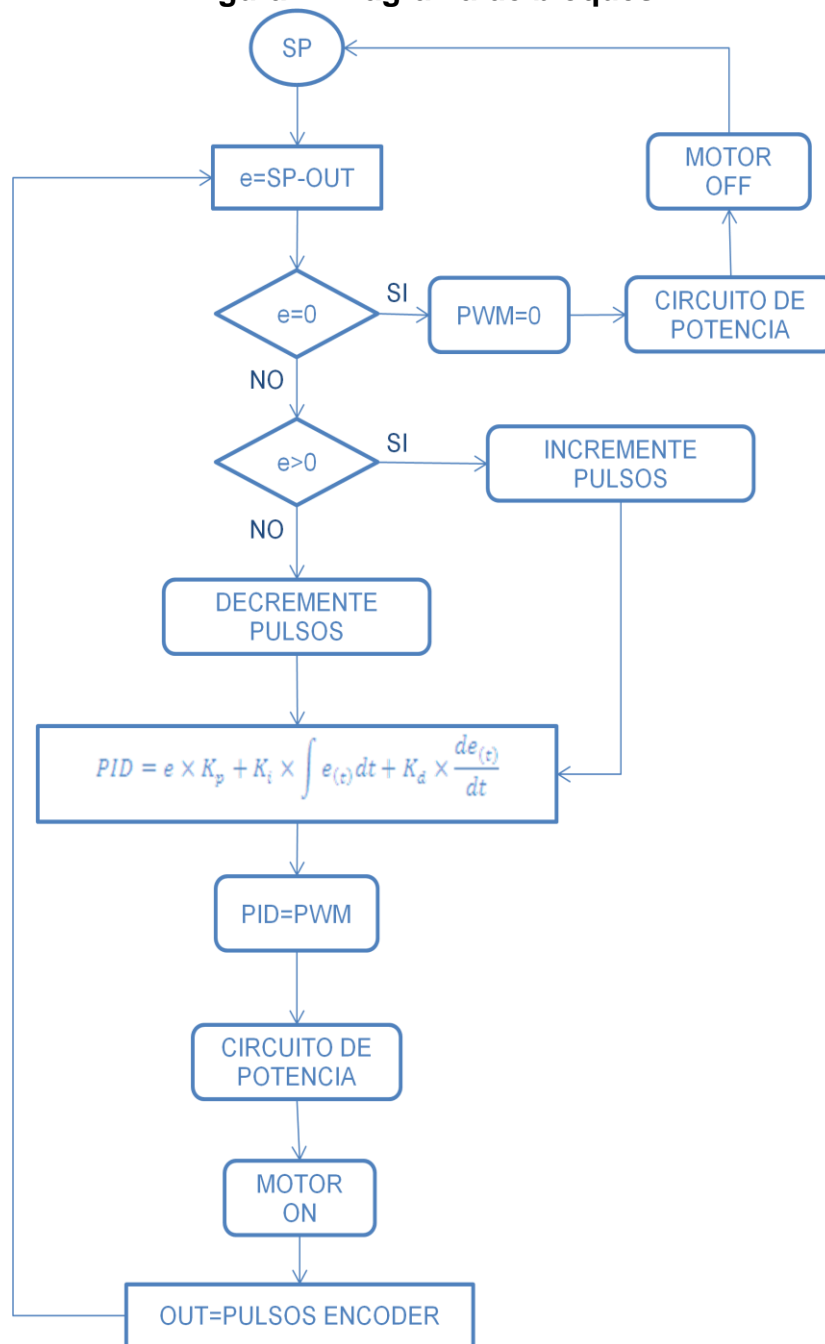 SP
e=SP-OUT
MOTOR
OFF
e=0
SI
PWM=0
CIRCUITO DE
POTENCIA
NO
e>0
SI
INCREMENTE
PULSOS
NO
DECREMENTE
PULSOS
PID = e × K_p + K_i × ∫ e_(t) dt + K_d × de_(t)/dt
PID=PWM
CIRCUITO DE
POTENCIA
MOTOR
ON
OUT=PULSOS ENCODER